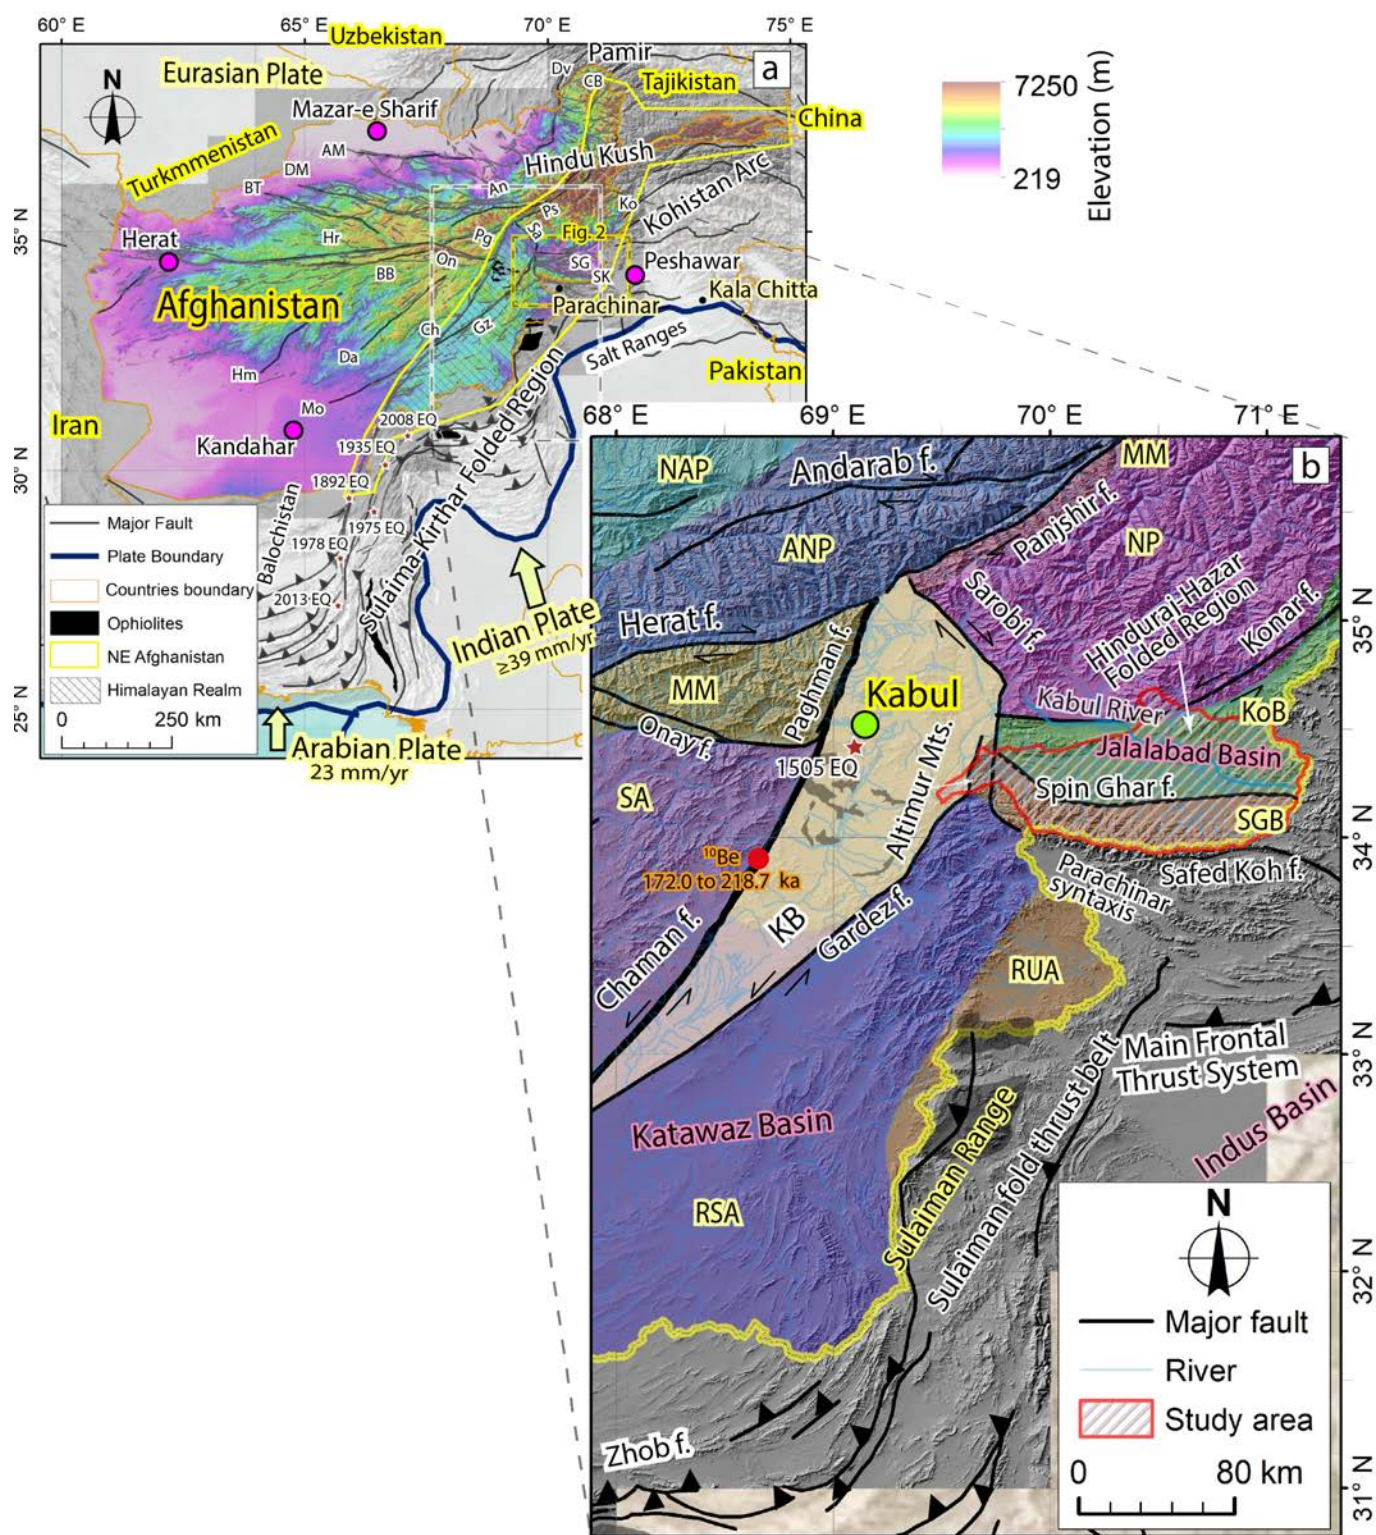 60° E
65° E
70° E
75° E
Uzbekistan
Pamir
a
Eurasian Plate
Dv
CB
Tajikistan
7250
219
Elevation (m)
N
Mazar-e Sharif
China
Turkmmenistan
AM
DM
BT
Hindu Kush
An
Kohistan Arc
Ko
35° N
Herat
Hr
Ps
Pg
Sa
Fig. 2
BB
On
SG
SK
Peshawar
Afghanistan
Parachinar
Kala Chitta
Ch
Gz
Da
Salt Ranges
Hm
Pakistan
Mo
Iran
Kandahar
2008 EQ
1935 EQ
30° N
1892 EQ
1975 EQ
1978 EQ
2013 EQ
Balochistan
Sulaima-Kirthar Folded Region
Indian Plate
≥39 mm/yr
Arabian Plate
23 mm/yr
25° N
Major Fault
Plate Boundary
Countries boundary
Ophiolites
NE Afghanistan
Himalayan Realm
0
250 km
68° E
69° E
70° E
71° E
b
NAP
Andarab f.
MM
ANP
Panjshir f.
NP
Herat f.
Sarobi f.
Hinduraj Hazar
Folded Region
Konar f.
35° N
MM
Paghman f.
Kabul
Kabul River
KoB
Onay f.
1505 EQ
Altimur Mts.
Jalalabad Basin
SA
Spin Ghar f.
SGB
34° N
¹⁰Be
172.0 to 218.7 ka
Safed Koh f.
Parachinar
syntaxis
Chaman f.
KB
Gardez f.
RUA
Main Frontal
Thrust System
33° N
Katawaz Basin
Indus Basin
RSA
Sulaiman Range
Sulaiman fold thrust belt
32° N
N
Major fault
River
Study area
0
80 km
Zhob f.
31° N